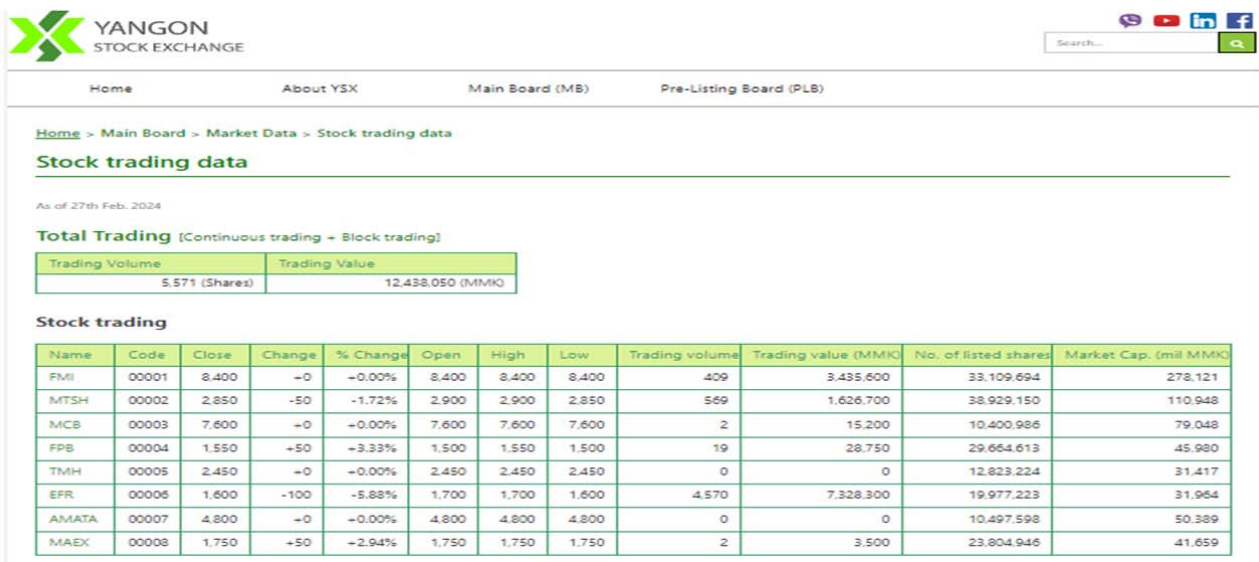 YANGON
STOCK EXCHANGE
Search...
Home About YSX Main Board (MB) Pre-Listing Board (PLB)
Home > Main Board > Market Data > Stock trading data
Stock trading data
As of 27th Feb. 2024
Total Trading [Continuous trading + Block trading]
Trading Volume Trading Value
5,571 (Shares) 12,438,050 (MMK)
Stock trading
Name Code Close Change % Change Open High Low Trading volume Trading value (MMK) No. of listed shares Market Cap. (mil MMK)
FMI 00001 8,400 +0 +0.00% 8,400 8,400 8,400 409 3,435,600 33,109,694 278,121
MTSH 00002 2,850 -50 -1.72% 2,900 2,900 2,850 569 1,626,700 38,929,150 110,948
MCB 00003 7,600 +0 +0.00% 7,600 7,600 7,600 2 15,200 10,400,986 79,048
FPB 00004 1,550 +50 +3.33% 1,500 1,550 1,500 19 28,750 29,664,613 45,980
TMH 00005 2,450 +0 +0.00% 2,450 2,450 2,450 0 0 12,823,224 31,417
EFR 00006 1,600 -100 -5.88% 1,700 1,700 1,600 4,570 7,328,300 19,977,223 31,964
AMATA 00007 4,800 +0 +0.00% 4,800 4,800 4,800 0 0 10,497,598 50,389
MAEX 00008 1,750 +50 +2.94% 1,750 1,750 1,750 2 3,500 23,804,946 41,659